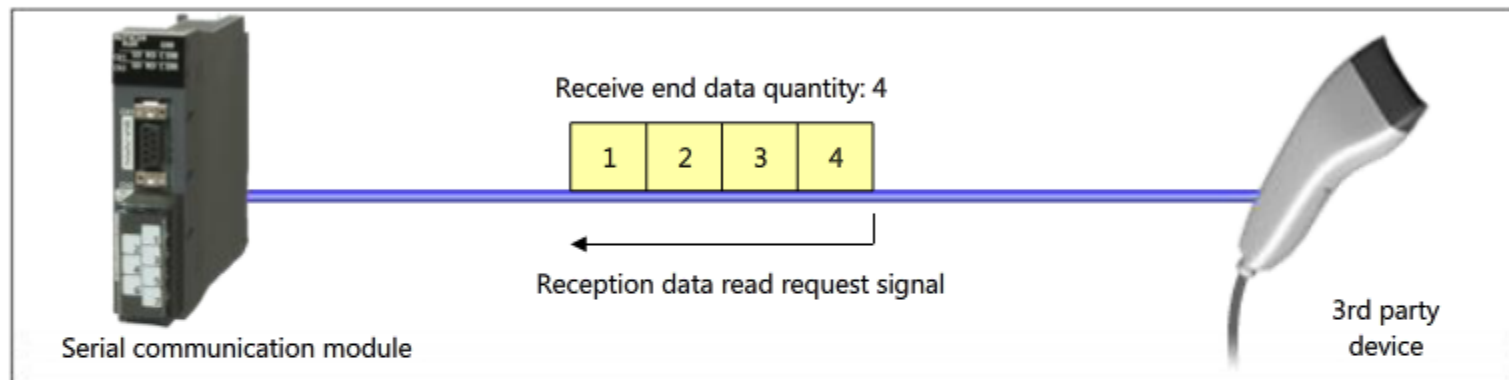 Receive end data quantity: 4
1 2 3 4
Reception data read request signal
Serial communication module
3rd party
device